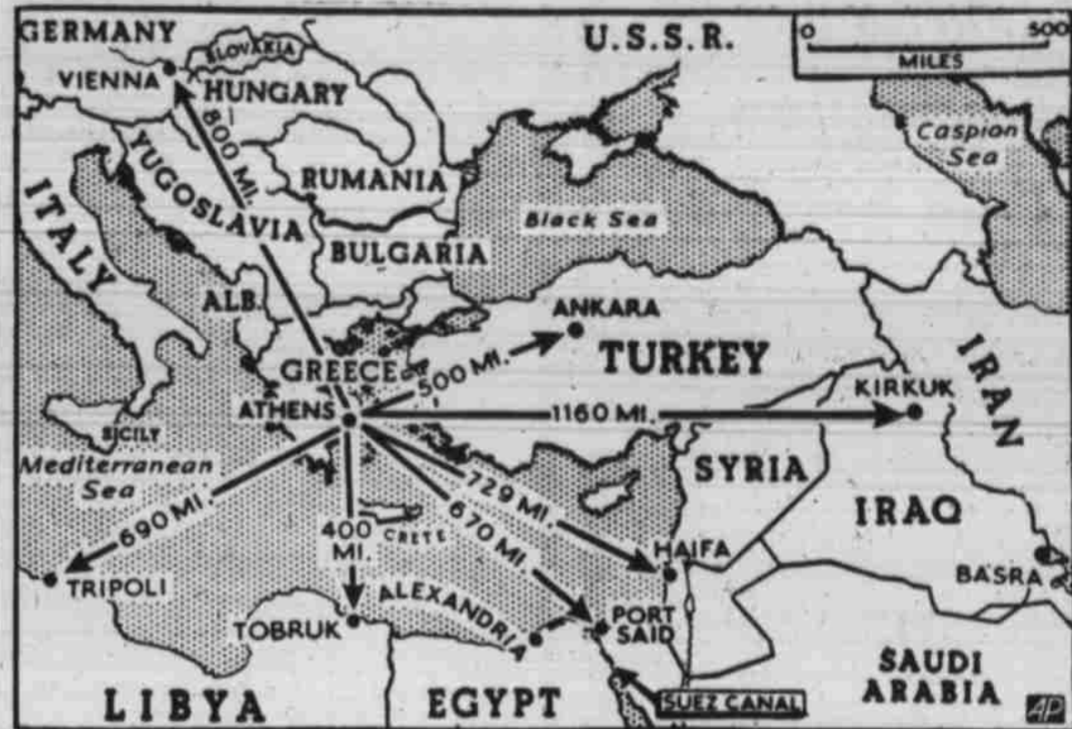 GERMANY
SLOVAKIA
U.S.S.R.
0 500
MILES
VIENNA
HUNGARY
800 MI.
Caspian
Sea
YUGOSLAVIA
RUMANIA
ITALY
Black Sea
BULGARIA
ALB.
ANKARA
TURKEY
IRAN
GREECE
500 MI.
KIRKUK
ATHENS
1160 MI.
SICILY
Mediterranean
Sea
SYRIA
729 MI.
690 MI.
400
MI.
CRETE
670 MI.
IRAQ
HAIFA
BASRA
TRIPOLI
ALEXANDRIA
TOBRUK
PORT
SAID
SAUDI
ARABIA
LIBYA
EGYPT
SUEZ CANAL
AP